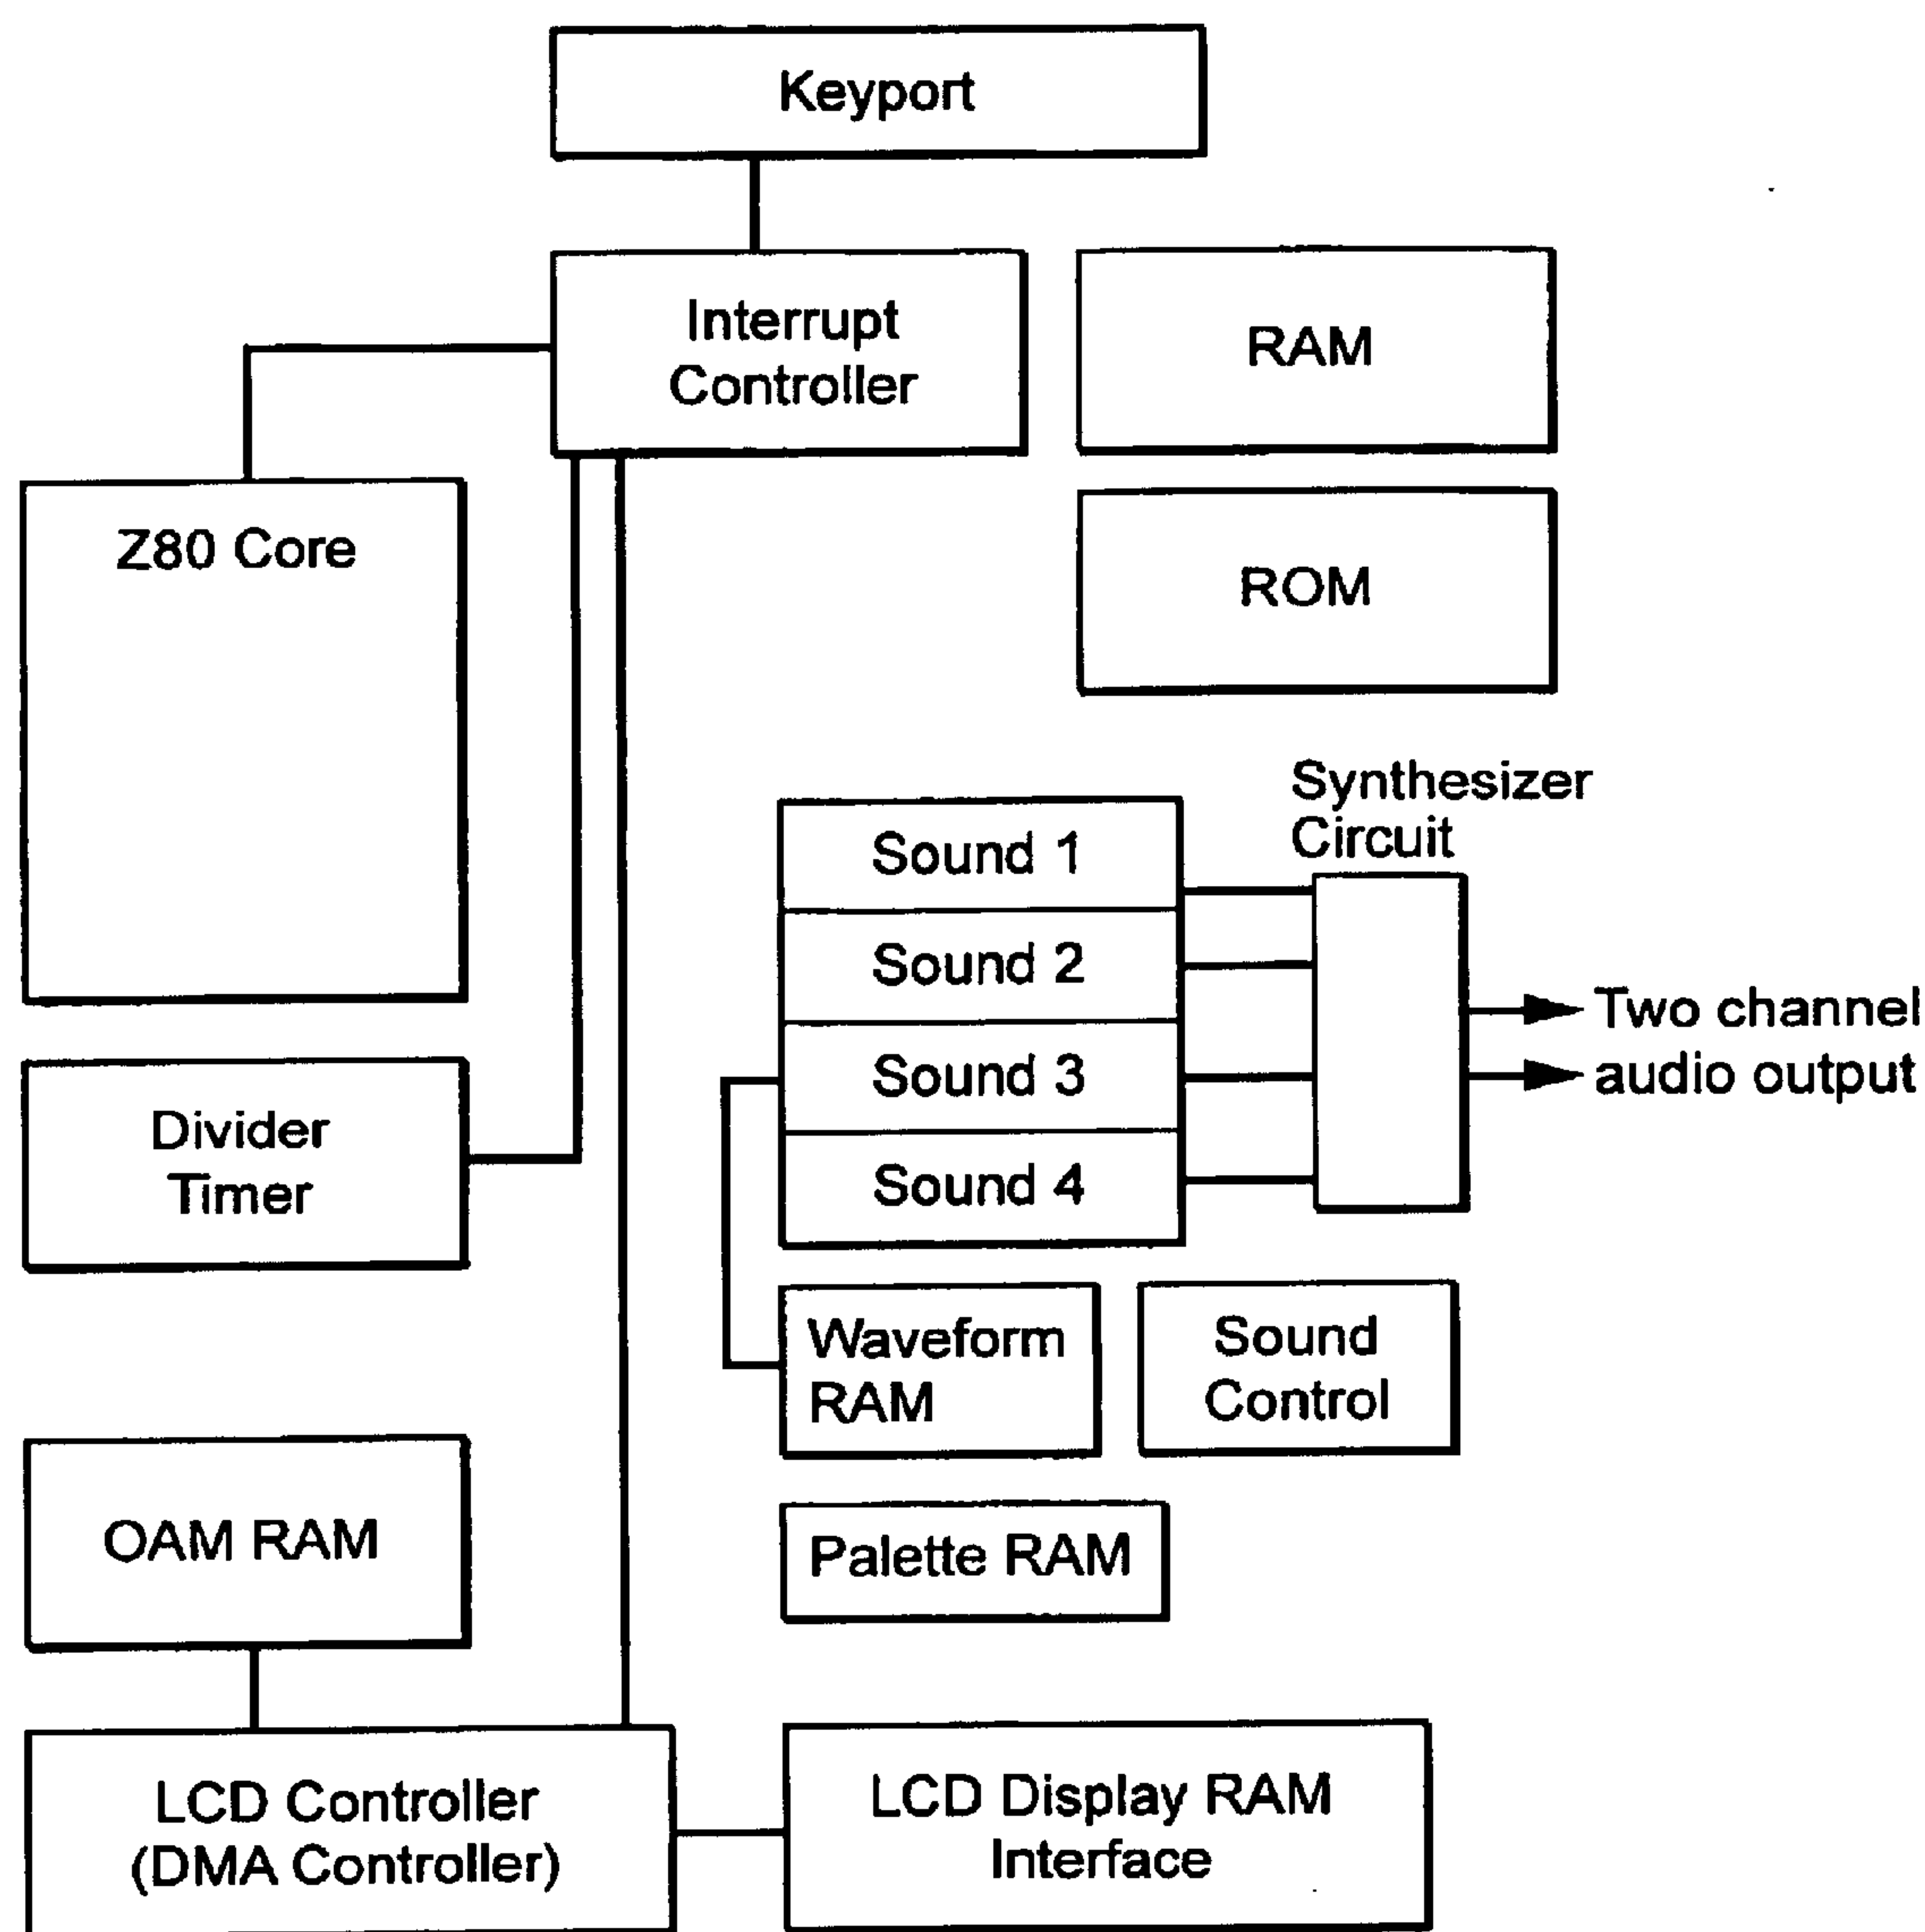 Keyport
Interrupt
Controller
RAM
Z80 Core
ROM
Synthesizer
Circuit
Sound 1
Sound 2
Sound 3
Sound 4
Two channel
audio output
Divider
Timer
Waveform
RAM
Sound
Control
OAM RAM
Palette RAM
LCD Controller
(DMA Controller)
LCD Display RAM
Interface